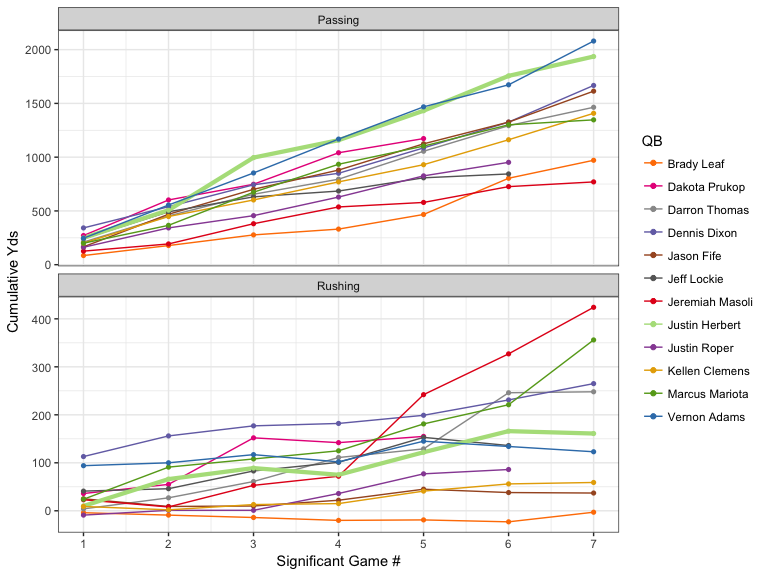 Passing
2000
1500
1000
500
0
Rushing
400
300
200
100
0
1 2 3 4 5 6 7
Significant Game #
Cumulative Yds
QB
Brady Leaf
Dakota Prukop
Darron Thomas
Dennis Dixon
Jason Fife
Jeff Lockie
Jeremiah Masoli
Justin Herbert
Justin Roper
Kellen Clemens
Marcus Mariota
Vernon Adams